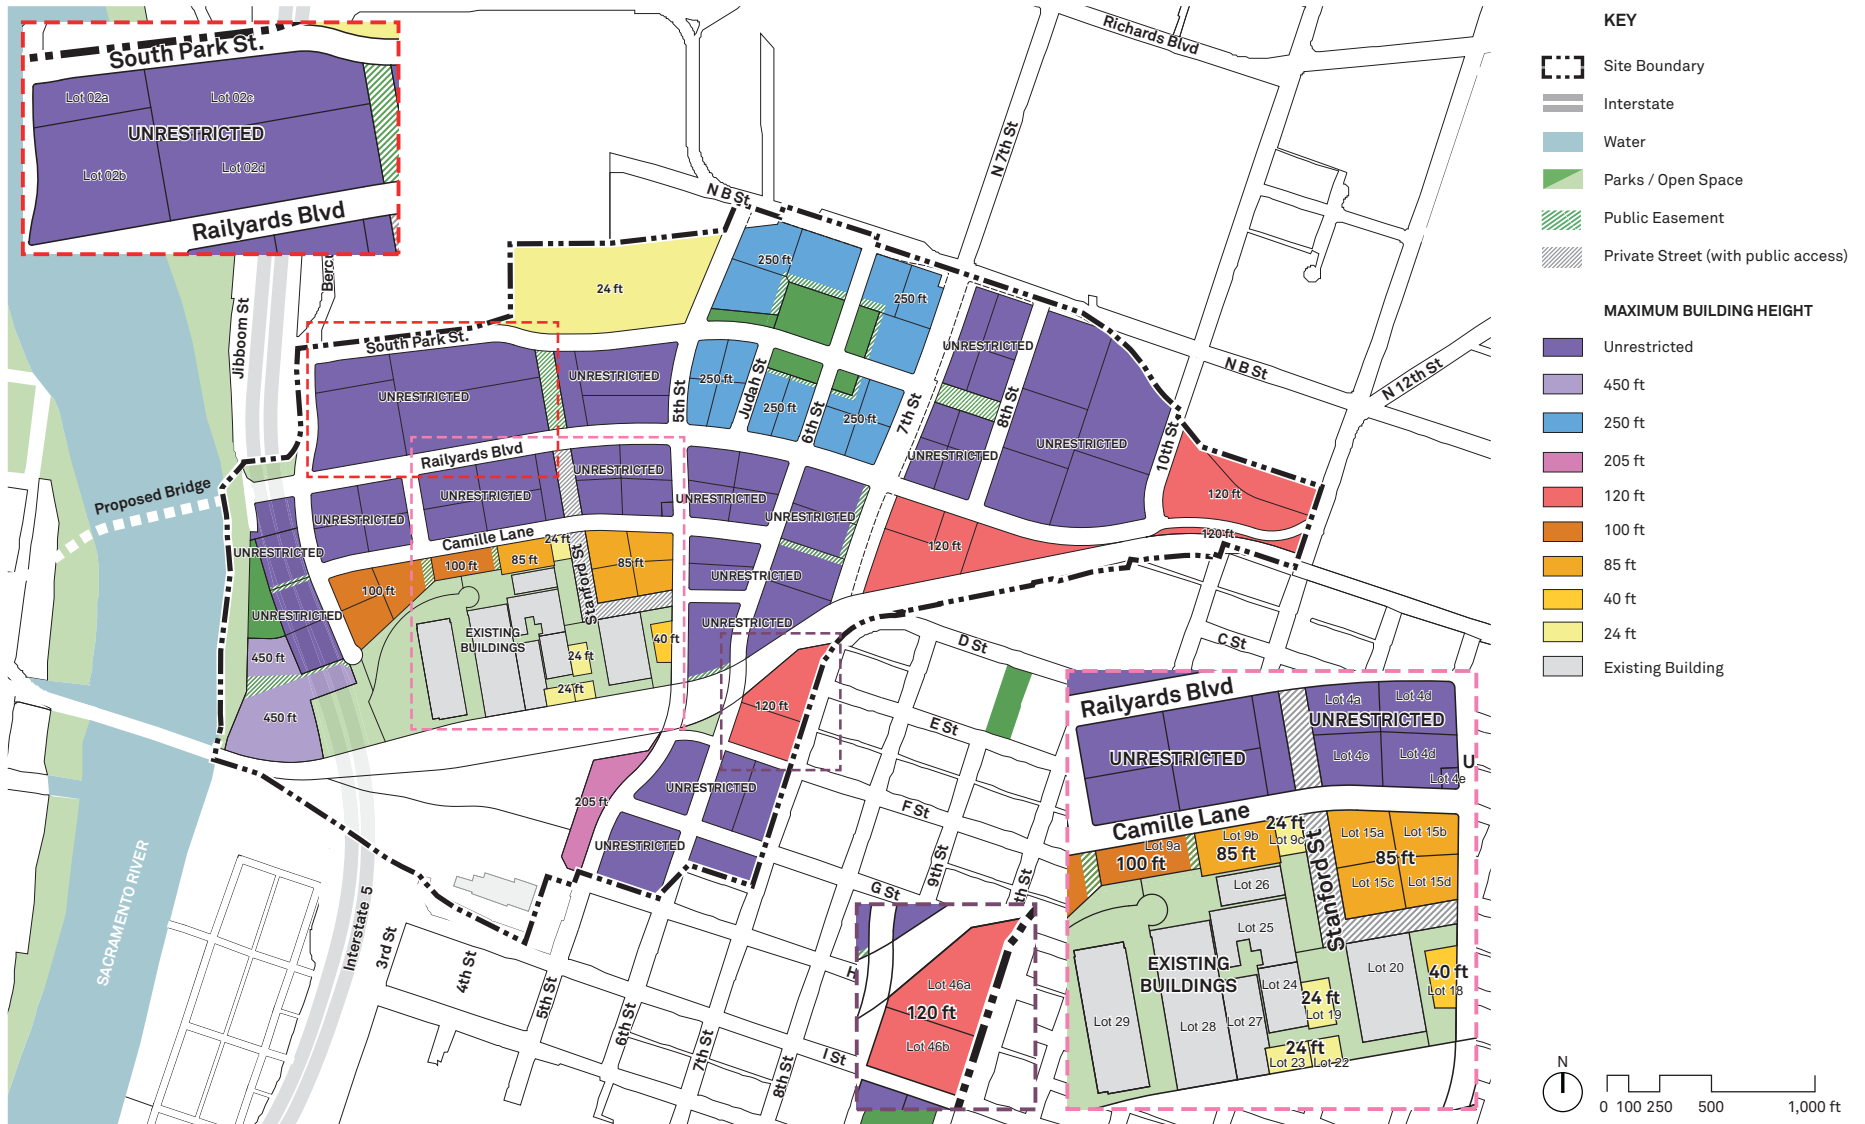 South Park St.
Lot 02a
Lot 02c
UNRESTRICTED
Lot 02b
Lot 02d
Railyards Blvd
Richards Blvd
N 7th St
N B St
Jibboom St
24 ft
250 ft
250 ft
South Park St.
UNRESTRICTED
UNRESTRICTED
5th St
250 ft
Judah St
250 ft
6th St
250 ft
7th St
UNRESTRICTED
8th St
UNRESTRICTED
UNRESTRICTED
10th St
N B St
N 12th St
Proposed Bridge
Railyards Blvd
UNRESTRICTED
UNRESTRICTED
UNRESTRICTED
UNRESTRICTED
UNRESTRICTED
120 ft
120 ft
120 ft
Camille Lane
24 ft
UNRESTRICTED
100 ft
85 ft
85 ft
100 ft
Stanford St
UNRESTRICTED
UNRESTRICTED
UNRESTRICTED
EXISTING
BUILDINGS
40 ft
24 ft
24 ft
450 ft
450 ft
120 ft
205 ft
UNRESTRICTED
UNRESTRICTED
D St
C St
E St
F St
G St
9th St
I St
SACRAMENTO RIVER
Interstate 5
3rd St
4th St
5th St
6th St
7th St
8th St
Lot 46a
120 ft
Lot 46b
Railyards Blvd
Lot 4a
Lot 4d
UNRESTRICTED
UNRESTRICTED
Lot 4c
Lot 4d
Lot 4e
U
Camille Lane
24 ft
Lot 9a
Lot 9b
Lot 9c
100 ft
85 ft
Stanford St
Lot 15a
Lot 15b
85 ft
Lot 15c
Lot 15d
Lot 26
Lot 25
EXISTING
BUILDINGS
Lot 24
Lot 20
40 ft
Lot 18
24 ft
Lot 19
Lot 29
Lot 28
Lot 27
24 ft
Lot 23
Lot 22
KEY
Site Boundary
Interstate
Water
Parks / Open Space
Public Easement
Private Street (with public access)
MAXIMUM BUILDING HEIGHT
Unrestricted
450 ft
250 ft
205 ft
120 ft
100 ft
85 ft
40 ft
24 ft
Existing Building
N
0 100 250 500 1,000 ft